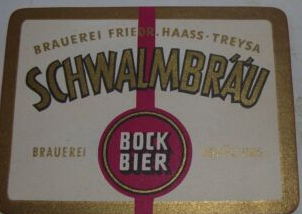 BRAUEREI FRIEDR. HAASS · TREYSA
SCHWALMBRÄU
BRAUEREI
BOCK
BIER